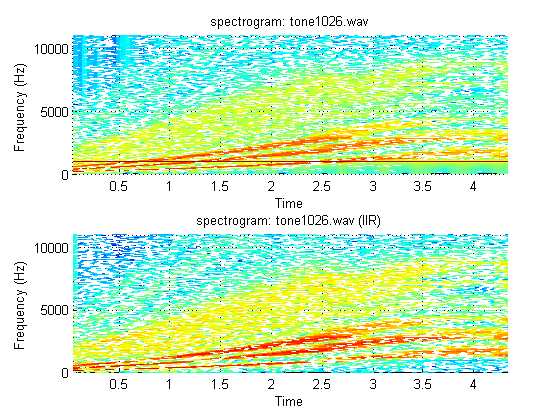 spectrogram: tone1026.wav
10000
5000
0
Frequency (Hz)
0.5 1 1.5 2 2.5 3 3.5 4
Time
spectrogram: tone1026.wav (IIR)
10000
5000
0
Frequency (Hz)
0.5 1 1.5 2 2.5 3 3.5 4
Time